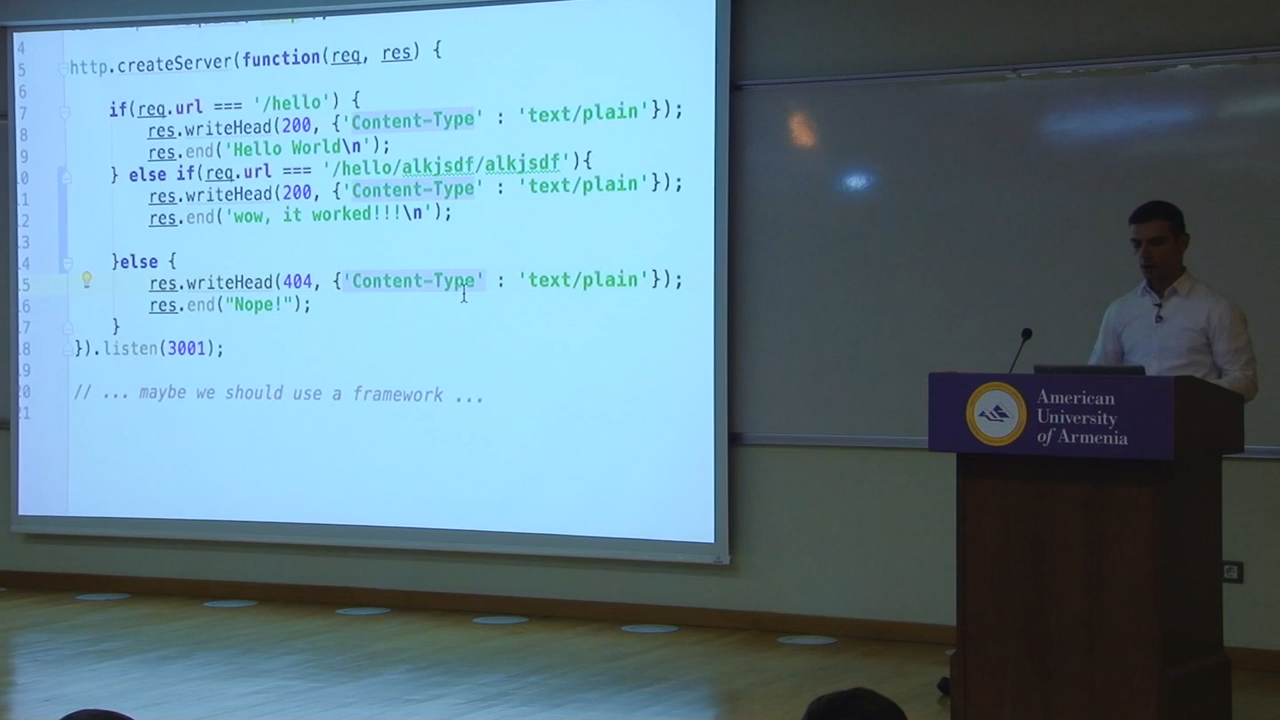 4
5 http.createServer(function(req, res) {
6
7 if(req.url === '/hello') {
8 res.writeHead(200, {'Content-Type' : 'text/plain'});
9 res.end('Hello World\n');
0 } else if(req.url === '/hello/alkjsdf/alkjsdf'){
1 res.writeHead(200, {'Content-Type' : 'text/plain'});
2 res.end('wow, it worked!!!\n');
3
4 }else {
5 res.writeHead(404, {'Content-Type' : 'text/plain'});
6 res.end("Nope!");
7 }
8 }).listen(3001);
9
0 // ... maybe we should use a framework ...
1
American
University
of Armenia